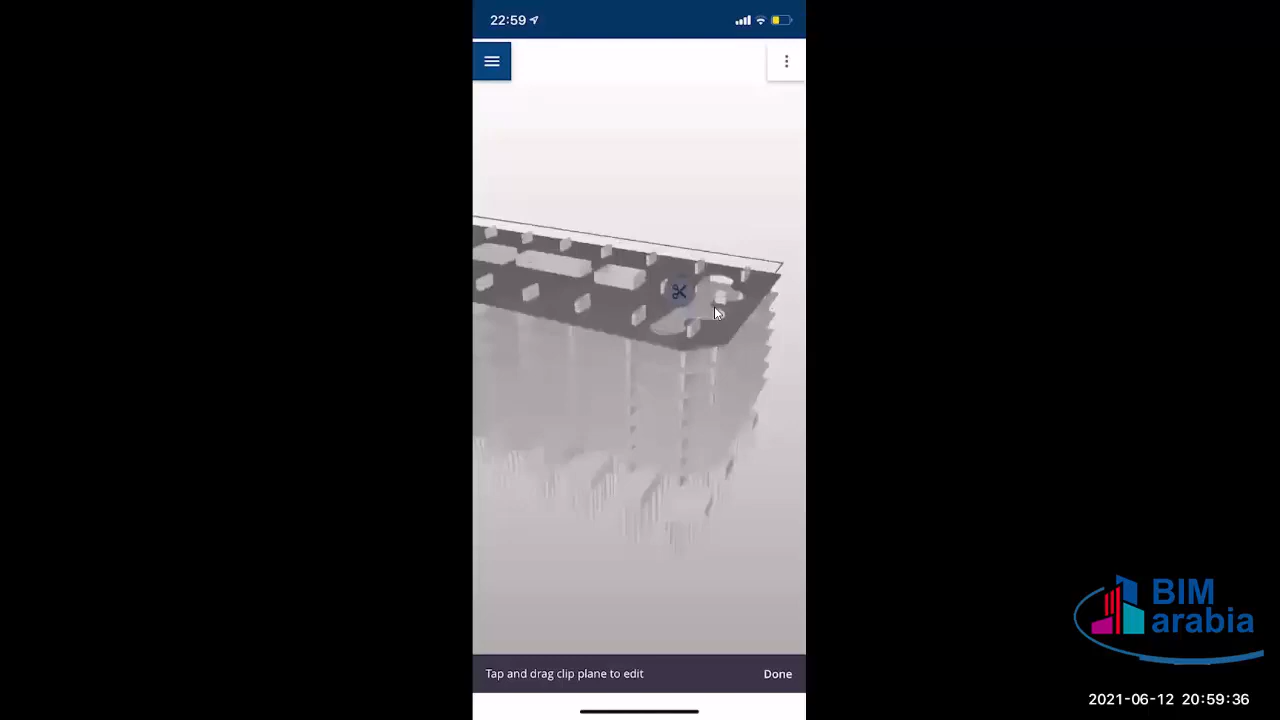 22:59
Tap and drag clip plane to edit
Done
BIM
arabia
2021-06-12 20:59:36